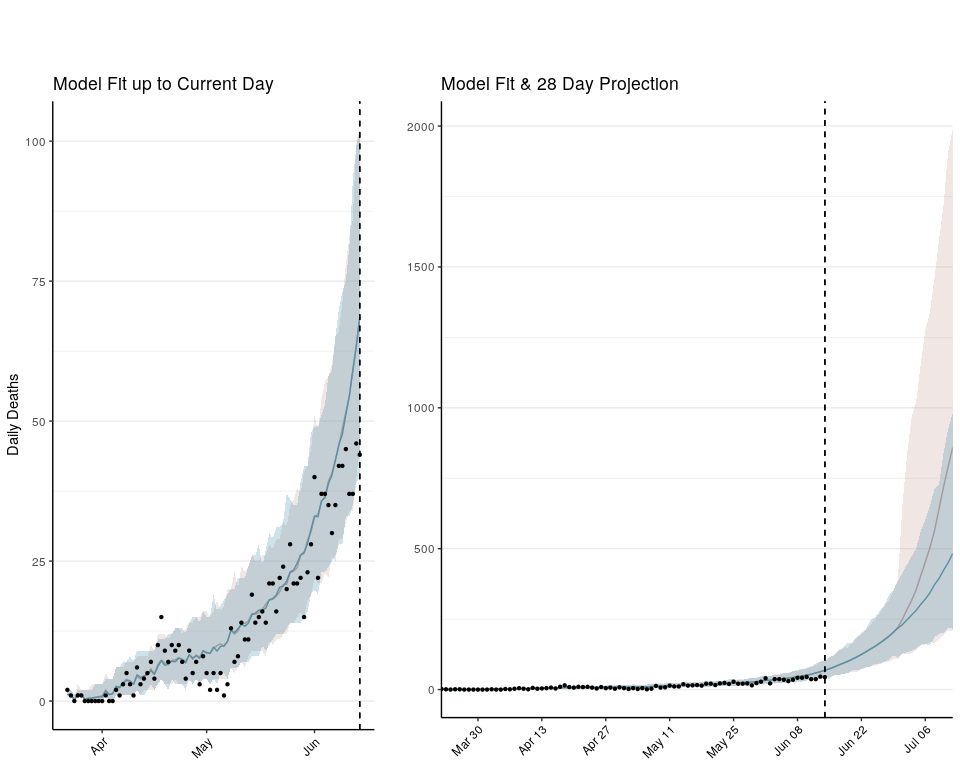 Model Fit up to Current Day
Daily Deaths
100
75
50
25
0
Apr
May
Jun
Model Fit & 28 Day Projection
2000
1500
1000
500
0
Mar 30
Apr 13
Apr 27
May 11
May 25
Jun 08
Jun 22
Jul 06